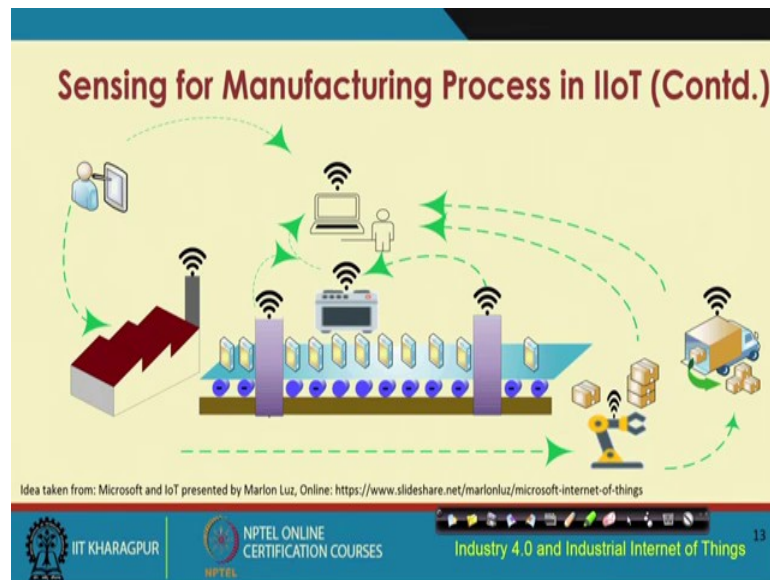 Sensing for Manufacturing Process in IIoT (Contd.)
Idea taken from: Microsoft and IoT presented by Marlon Luz, Online: https://www.slideshare.net/marlonluz/microsoft-internet-of-things
IIT KHARAGPUR
NPTEL
NPTEL ONLINE
CERTIFICATION COURSES
Industry 4.0 and Industrial Internet of Things
13